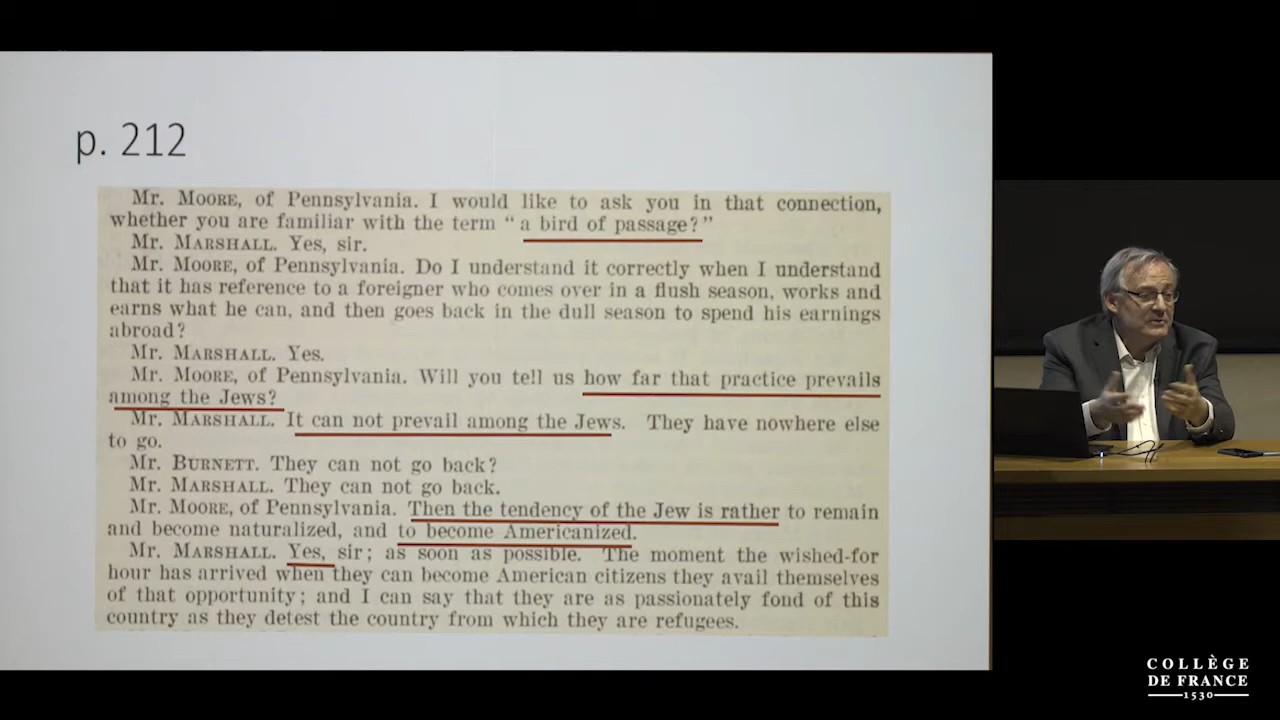 p. 212
Mr. MOORE, of Pennsylvania. I would like to ask you in that connection,
whether you are familiar with the term “ a bird of passage?”
Mr. MARSHALL. Yes, sir.
Mr. MOORE, of Pennsylvania. Do I understand it correctly when I understand
that it has reference to a foreigner who comes over in a flush season, works and
earns what he can, and then goes back in the dull season to spend his earnings
abroad?
Mr. MARSHALL. Yes.
Mr. MOORE, of Pennsylvania. Will you tell us how far that practice prevails
among the Jews?
Mr. MARSHALL. It can not prevail among the Jews. They have nowhere else
to go.
Mr. BURNETT. They can not go back?
Mr. MARSHALL. They can not go back.
Mr. MOORE, of Pennsylvania. Then the tendency of the Jew is rather to remain
and become naturalized, and to become Americanized.
Mr. MARSHALL. Yes, sir; as soon as possible. The moment the wished-for
hour has arrived when they can become American citizens they avail themselves
of that opportunity; and I can say that they are as passionately fond of this
country as they detest the country from which they are refugees.
COLLÈGE
DE FRANCE
1530